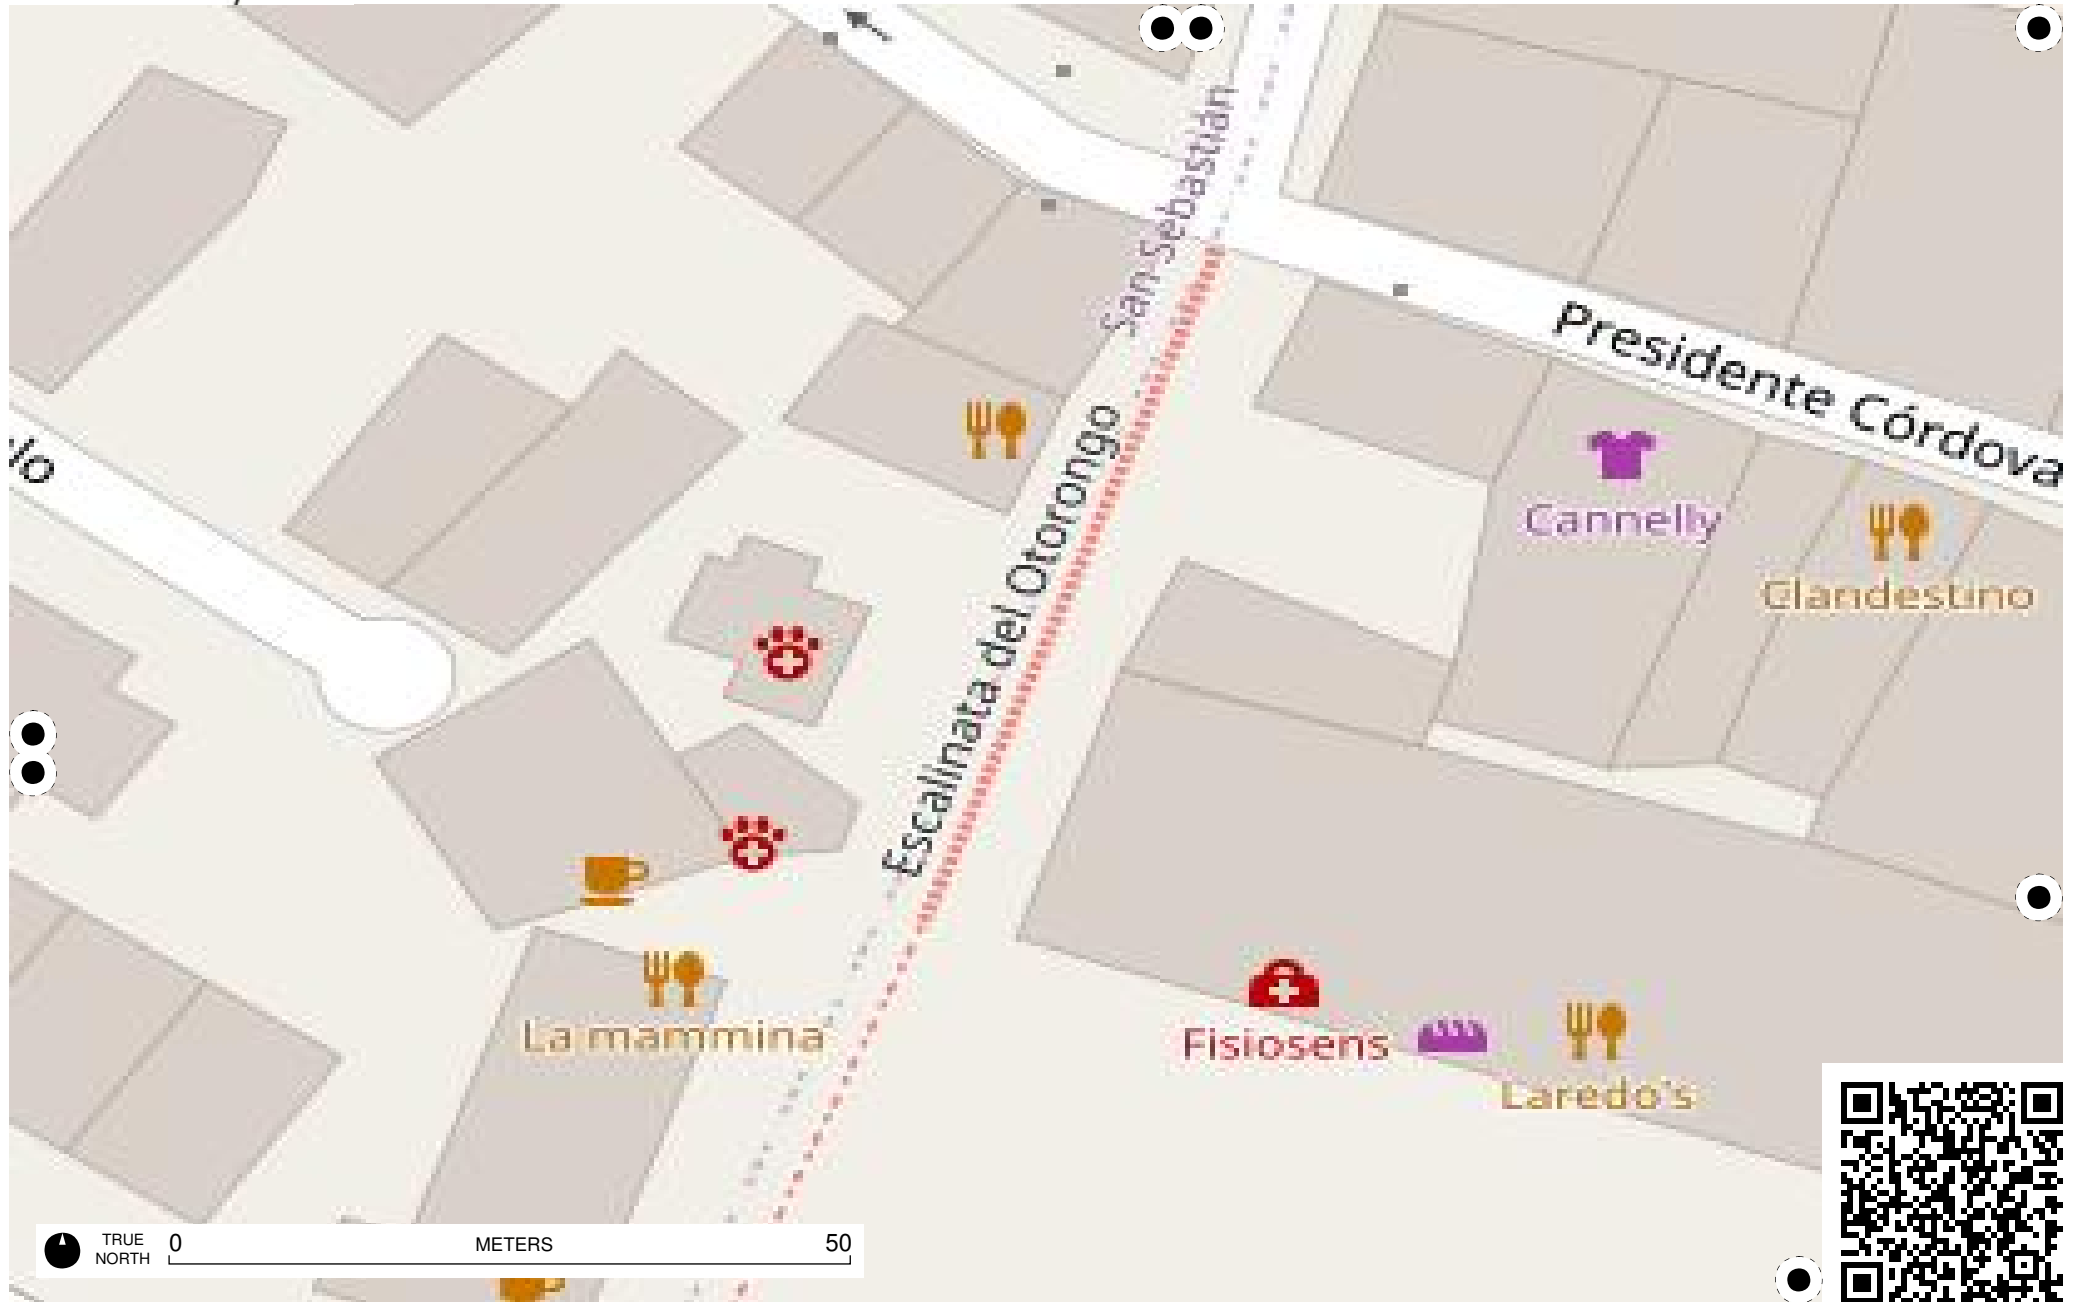 San Sebastián
Presidente Córdova
Escalinata del Otorongo
Cannelly
Clandestino
La mammina
Fisiosens
Laredo's
TRUE
NORTH
0
METERS
50